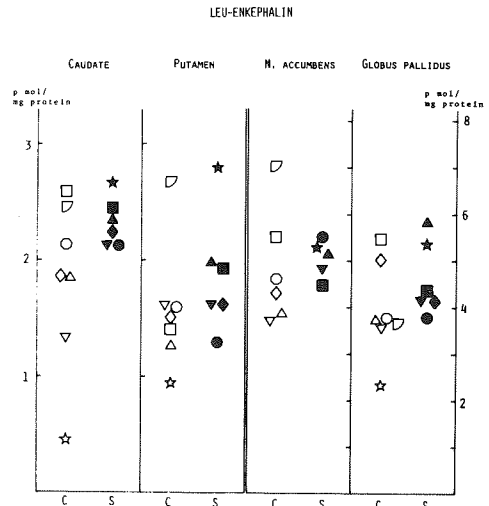 LEU-ENKEPHALIN
CAUDATE PUTAMEN N. ACCUMBENS GLOBUS PALLIDUS
p mol/
mg protein
p mol/
mg protein
8
3
6
2
4
1
2
C S C S C S C S